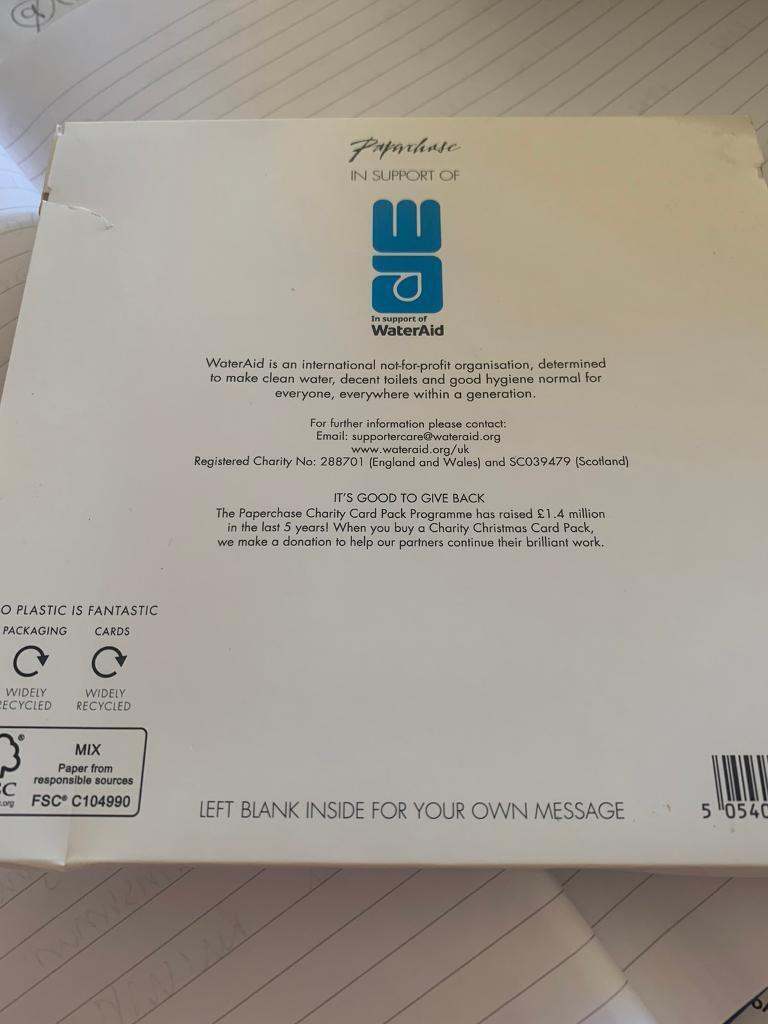 Paperchase
IN SUPPORT OF
In support of
WaterAid
WaterAid is an international not-for-profit organisation, determined
to make clean water, decent toilets and good hygiene normal for
everyone, everywhere within a generation.
For further information please contact:
Email: supportercare@wateraid.org
www.wateraid.org/uk
Registered Charity No: 288701 (England and Wales) and SC039479 (Scotland)
IT'S GOOD TO GIVE BACK
The Paperchase Charity Card Pack Programme has raised £1.4 million
in the last 5 years! When you buy a Charity Christmas Card Pack,
we make a donation to help our partners continue their brilliant work.
O PLASTIC IS FANTASTIC
PACKAGING CARDS
WIDELY WIDELY
RECYCLED RECYCLED
MIX
Paper from
responsible sources
FSC® C104990
LEFT BLANK INSIDE FOR YOUR OWN MESSAGE
5 0540